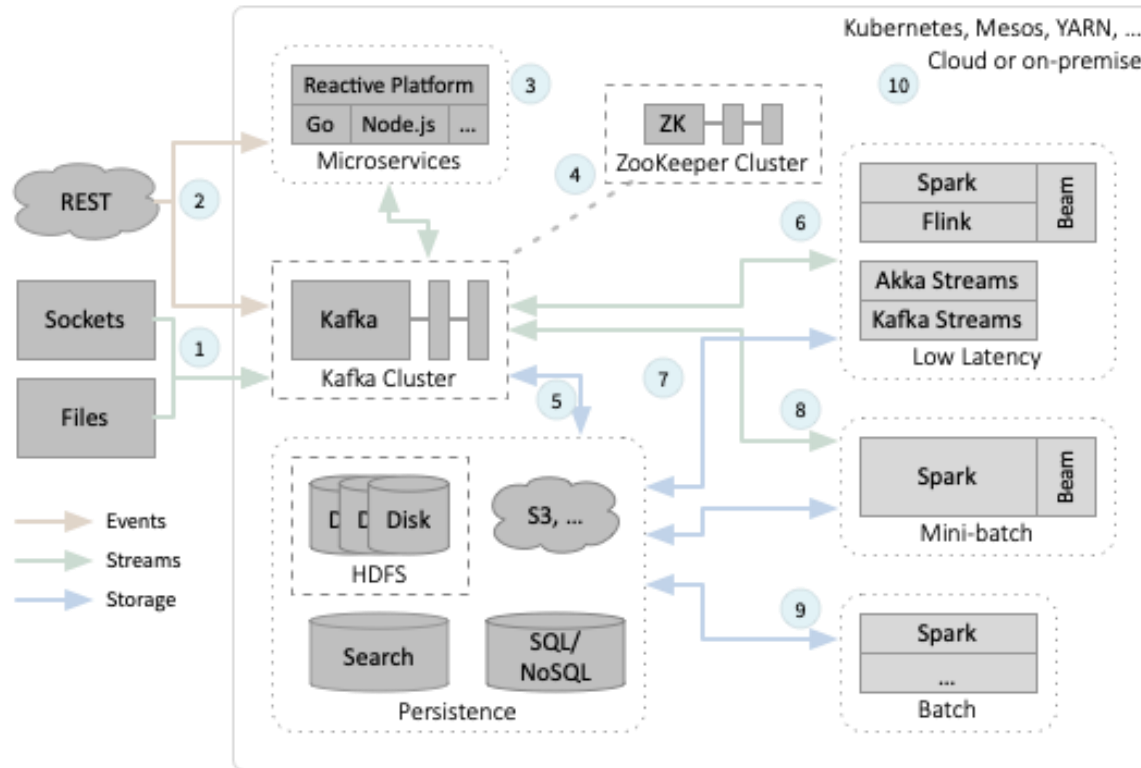 Kubernetes, Mesos, YARN, ...
Cloud or on-premise
10
Reactive Platform
Go Node.js ...
Microservices
3
ZK
ZooKeeper Cluster
4
REST
2
Sockets
Files
1
Kafka
Kafka Cluster
5
6
7
8
9
Spark
Flink
Beam
Akka Streams
Kafka Streams
Low Latency
Spark
Beam
Mini-batch
Spark
...
Batch
D D Disk
HDFS
S3, ...
Search
SQL/
NoSQL
Persistence
Events
Streams
Storage